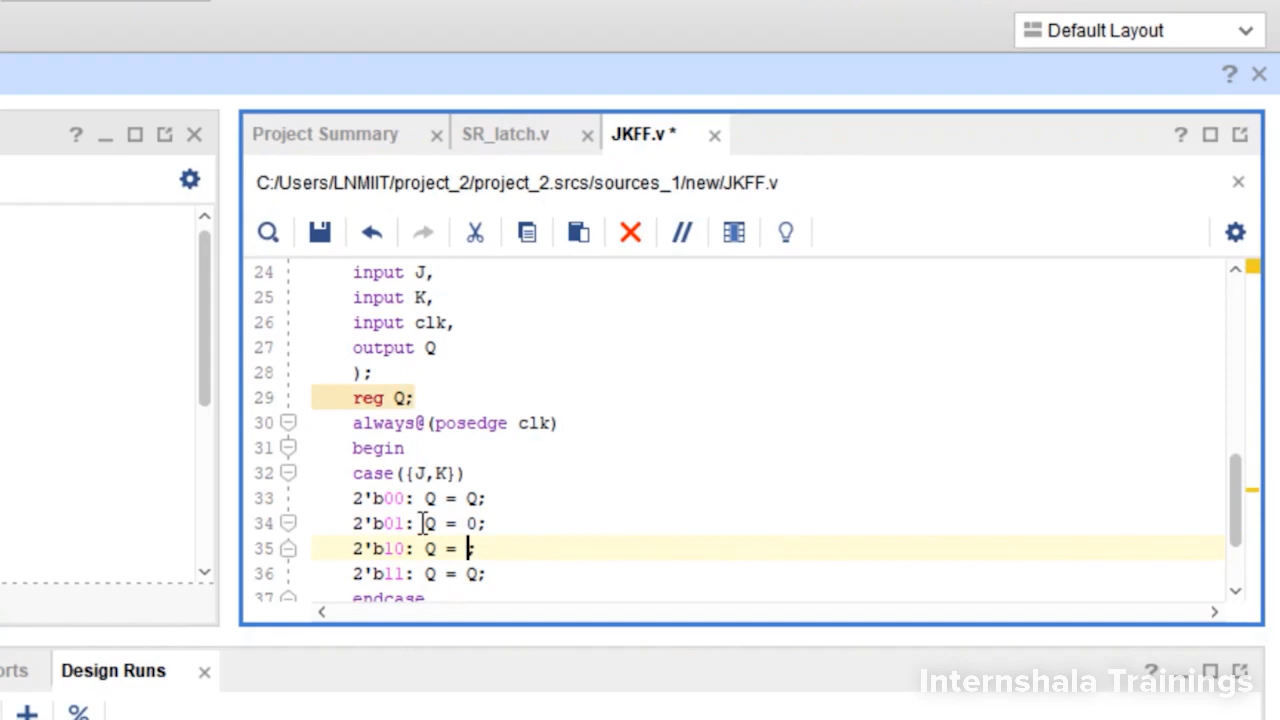 Default Layout
?
?
Project Summary
SR_latch.v
JKFF.v *
?
C:/Users/LNMIIT/project_2/project_2.srcs/sources_1/new/JKFF.v
24 input J,
25 input K,
26 input clk,
27 output Q
28 );
29 reg Q;
30 always@(posedge clk)
31 begin
32 case({J,K})
33 2'b00: Q = Q;
34 2'b01: Q = 0;
35 2'b10: Q = ;
36 2'b11: Q = Q;
37 endcase
orts
Design Runs
?
Internshala Trainings
+ %